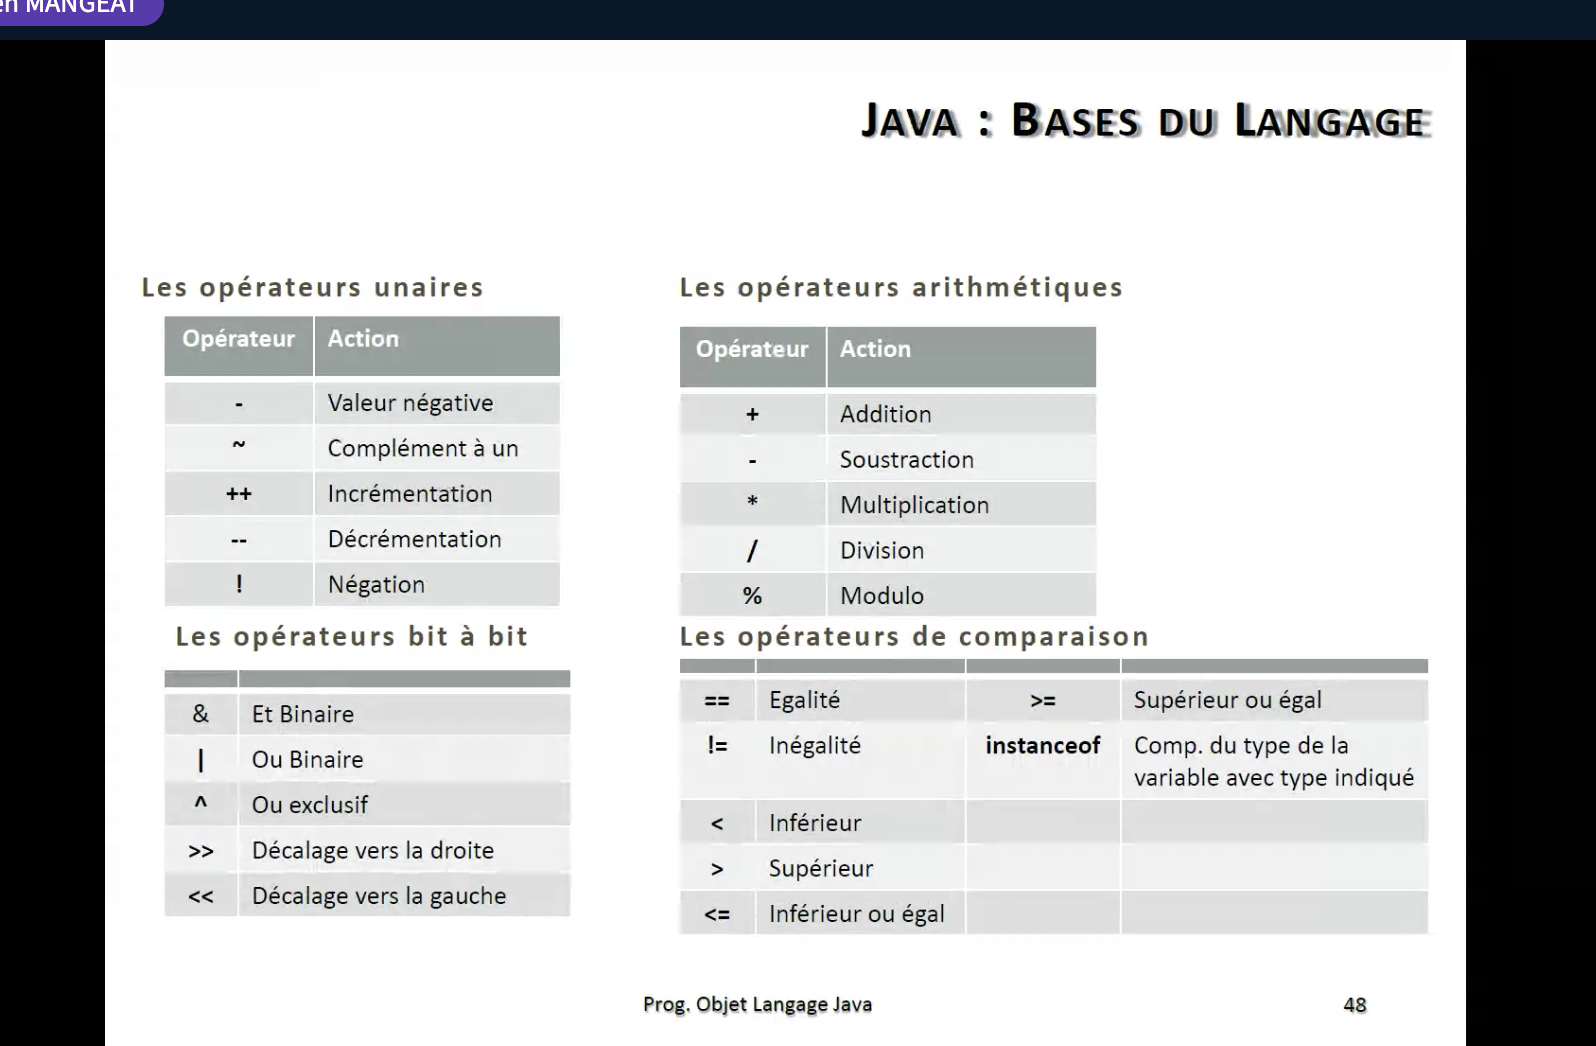 en MANGEAT
Java : Bases du Langage
Les opérateurs unaires
Opérateur Action
- Valeur négative
~ Complément à un
++ Incrémentation
-- Décrémentation
! Négation
Les opérateurs arithmétiques
Opérateur Action
+ Addition
- Soustraction
* Multiplication
/ Division
% Modulo
Les opérateurs bit à bit
& Et Binaire
| Ou Binaire
^ Ou exclusif
>> Décalage vers la droite
<< Décalage vers la gauche
Les opérateurs de comparaison
== Egalité >= Supérieur ou égal
!= Inégalité instanceof Comp. du type de la
variable avec type indiqué
< Inférieur
> Supérieur
<= Inférieur ou égal
Prog. Objet Langage Java
48